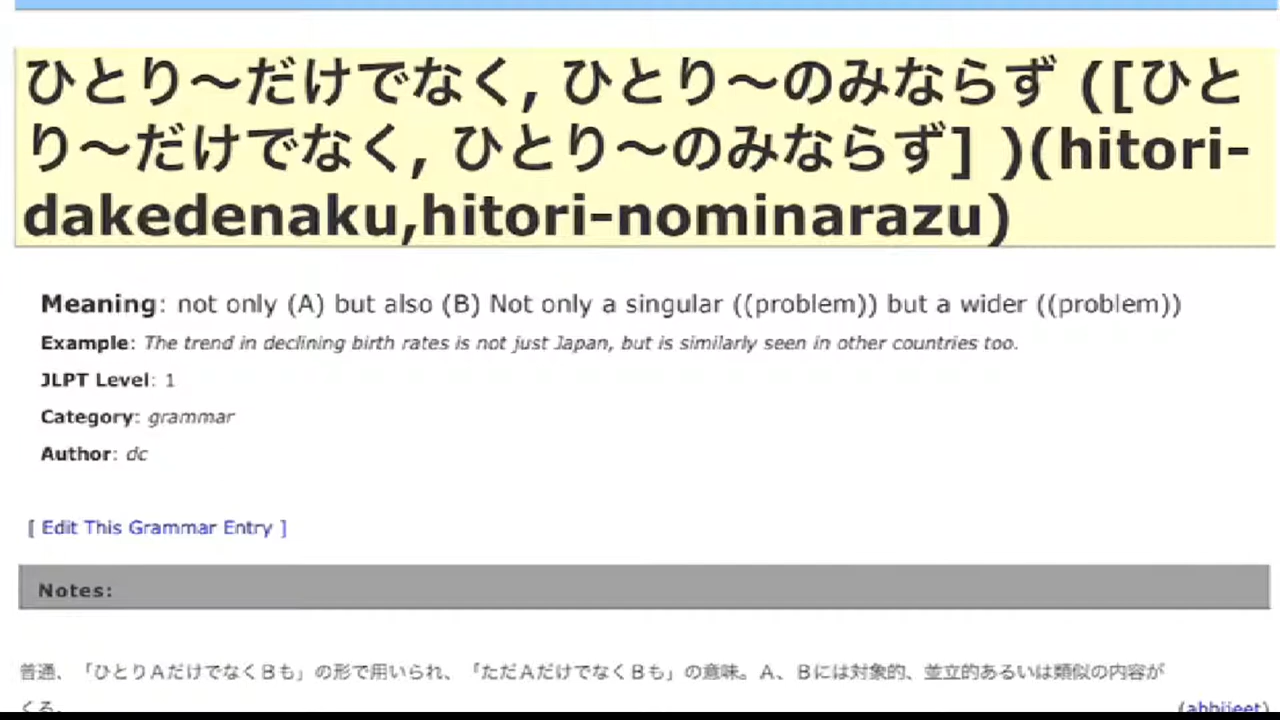 ひとり～だけでなく, ひとり～のみならず ([ひと
り～だけでなく, ひとり～のみならず] )(hitori-
dakedenaku,hitori-nominarazu)
Meaning: not only (A) but also (B) Not only a singular ((problem)) but a wider ((problem))
Example: The trend in declining birth rates is not just Japan, but is similarly seen in other countries too.
JLPT Level: 1
Category: grammar
Author: dc
[ Edit This Grammar Entry ]
Notes:
普通、「ひとりＡだけでなくＢも」の形で用いられ、「ただＡだけでなくＢも」の意味。Ａ、Ｂには対象的、並立的あるいは類似の内容が
くる。 (abhijeet)